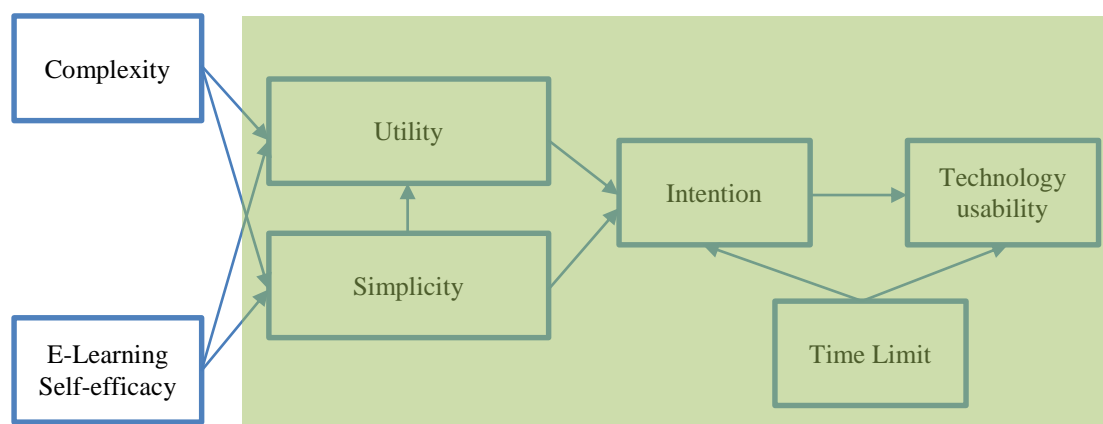 Complexity
Utility
Intention
Technology
usability
Simplicity
E-Learning
Self-efficacy
Time Limit